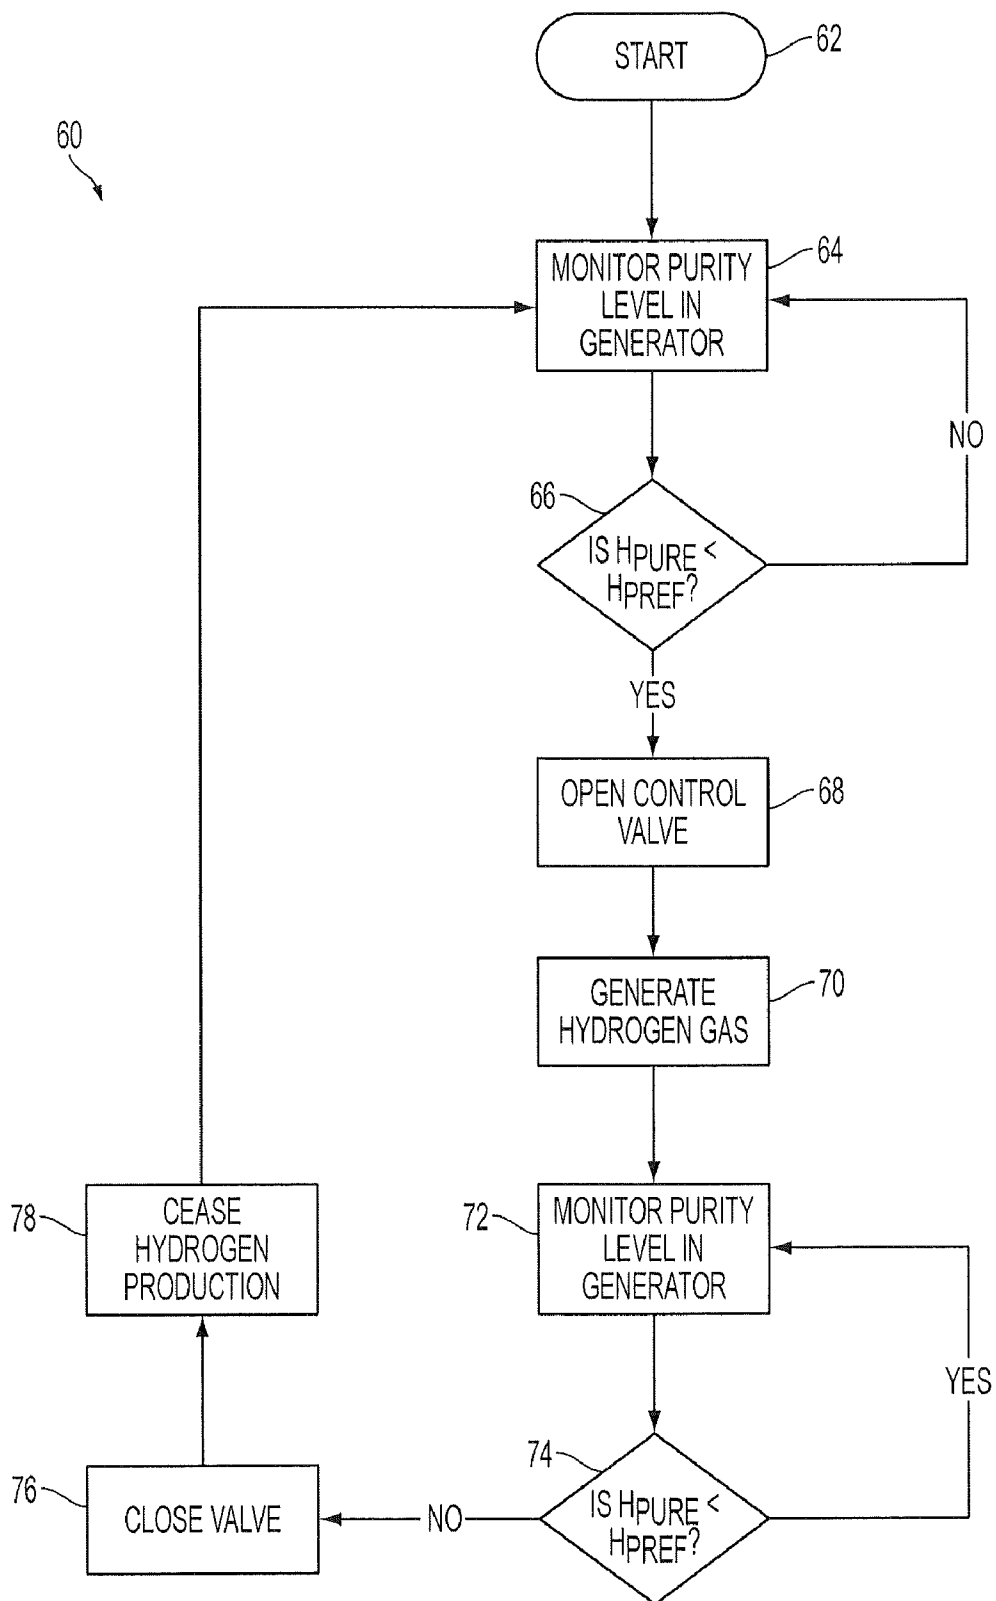 START
62
60
MONITOR PURITY
LEVEL IN
GENERATOR
64
NO
66
IS HPURE <
HPREF?
YES
OPEN CONTROL
VALVE
68
GENERATE
HYDROGEN GAS
70
78
CEASE
HYDROGEN
PRODUCTION
72
MONITOR PURITY
LEVEL IN
GENERATOR
YES
74
IS HPURE <
HPREF?
NO
76
CLOSE VALVE